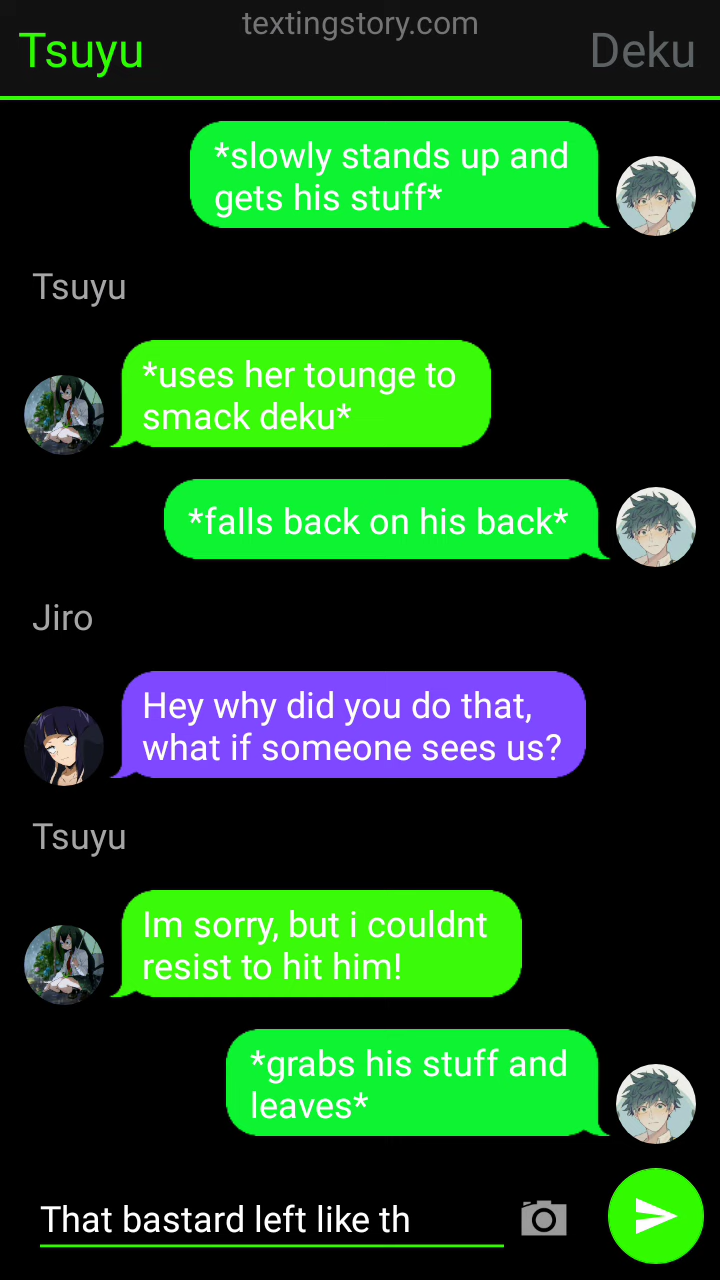 textingstory.com
Tsuyu
Deku
*slowly stands up and
gets his stuff*
Tsuyu
*uses her tounge to
smack deku*
*falls back on his back*
Jiro
Hey why did you do that,
what if someone sees us?
Tsuyu
Im sorry, but i couldnt
resist to hit him!
*grabs his stuff and
leaves*
That bastard left like th